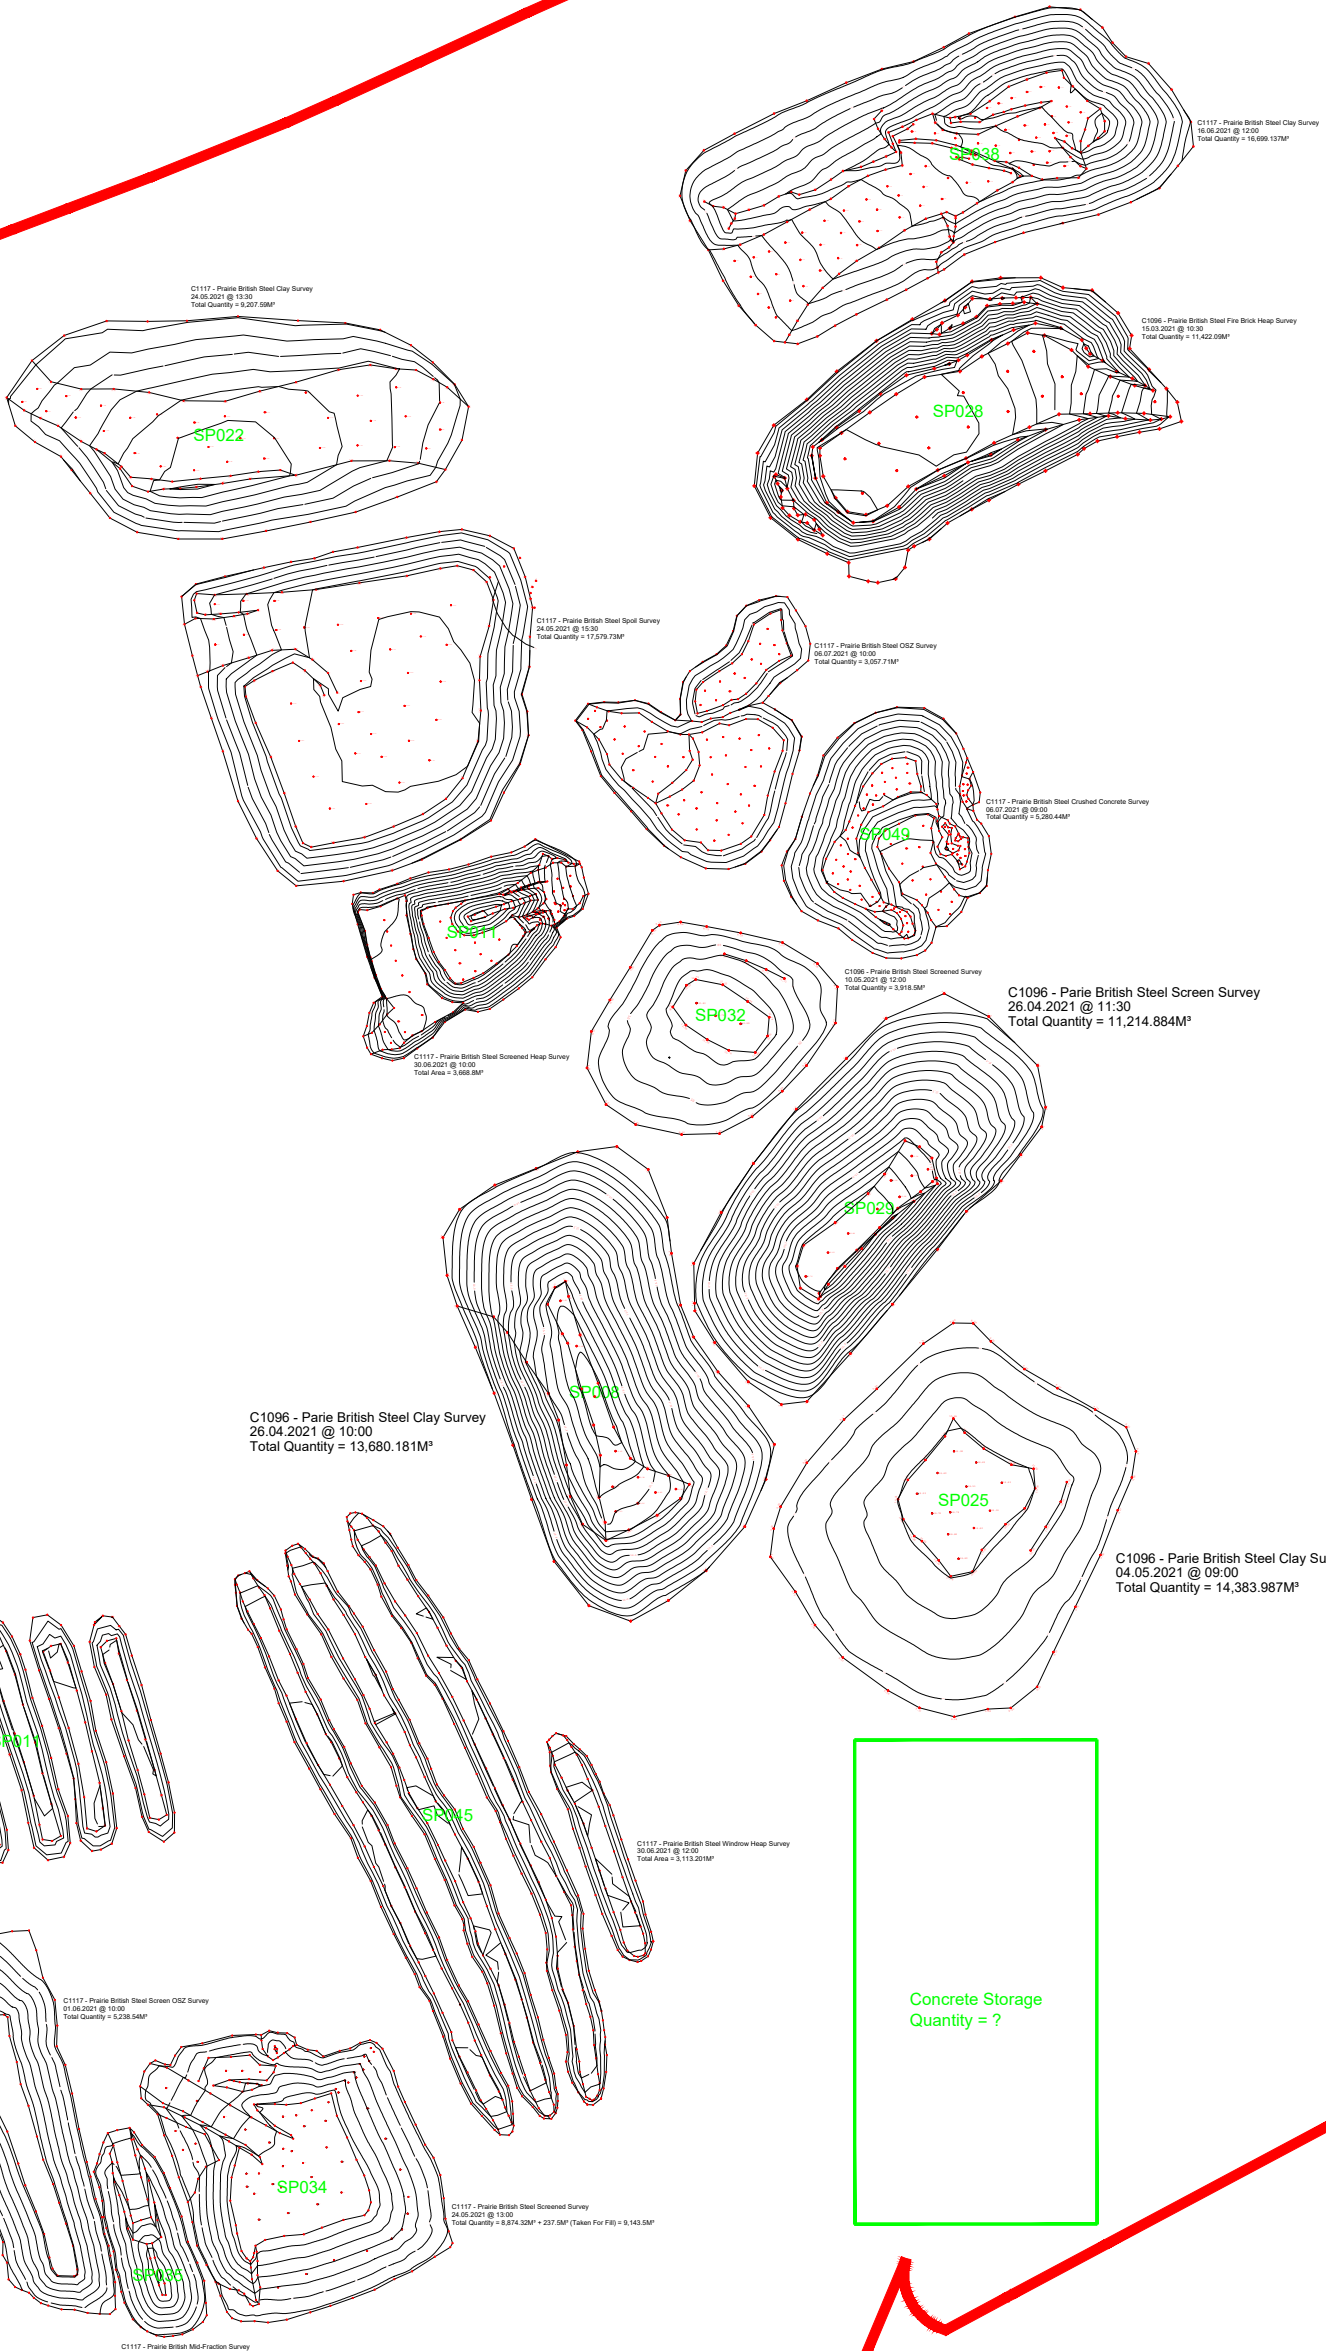 C1117 - Prairie British Steel Clay Survey
16.06.2021 @ 12:00
Total Quantity = 16,699.137M³
SP038
C1117 - Prairie British Steel Clay Survey
24.05.2021 @ 13:30
Total Quantity = 9,207.59M³
SP022
C1096 - Prairie British Steel Fire Brick Heap Survey
15.03.2021 @ 10:30
Total Quantity = 11,422.09M³
SP028
C1117 - Prairie British Steel Spoil Survey
24.05.2021 @ 15:30
Total Quantity = 17,579.73M³
C1117 - Prairie British Steel OSZ Survey
06.07.2021 @ 10:00
Total Quantity = 3,057.71M³
C1117 - Prairie British Steel Crushed Concrete Survey
06.07.2021 @ 09:00
Total Quantity = 5,280.44M³
SP049
SP011
C1096 - Prairie British Steel Screened Survey
10.05.2021 @ 12:00
Total Quantity = 3,918.5M³
SP032
C1096 - Parie British Steel Screen Survey
26.04.2021 @ 11:30
Total Quantity = 11,214.884M³
C1117 - Prairie British Steel Screened Heap Survey
30.06.2021 @ 10:00
Total Area = 3,668.8M³
SP029
SP008
C1096 - Parie British Steel Clay Survey
26.04.2021 @ 10:00
Total Quantity = 13,680.181M³
SP025
C1096 - Parie British Steel Clay Su
04.05.2021 @ 09:00
Total Quantity = 14,383.987M³
SP011
SP045
C1117 - Prairie British Steel Windrow Heap Survey
30.06.2021 @ 12:00
Total Area = 3,113.201M³
Concrete Storage
Quantity = ?
C1117 - Prairie British Steel Screen OSZ Survey
01.06.2021 @ 10:00
Total Quantity = 5,238.54M³
SP034
C1117 - Prairie British Steel Screened Survey
24.05.2021 @ 13:00
Total Quantity = 8,874.32M³ + 237.5M³ (Taken For Fill) = 9,143.5M³
SP035
C1117 - Prairie British Mid-Fraction Survey